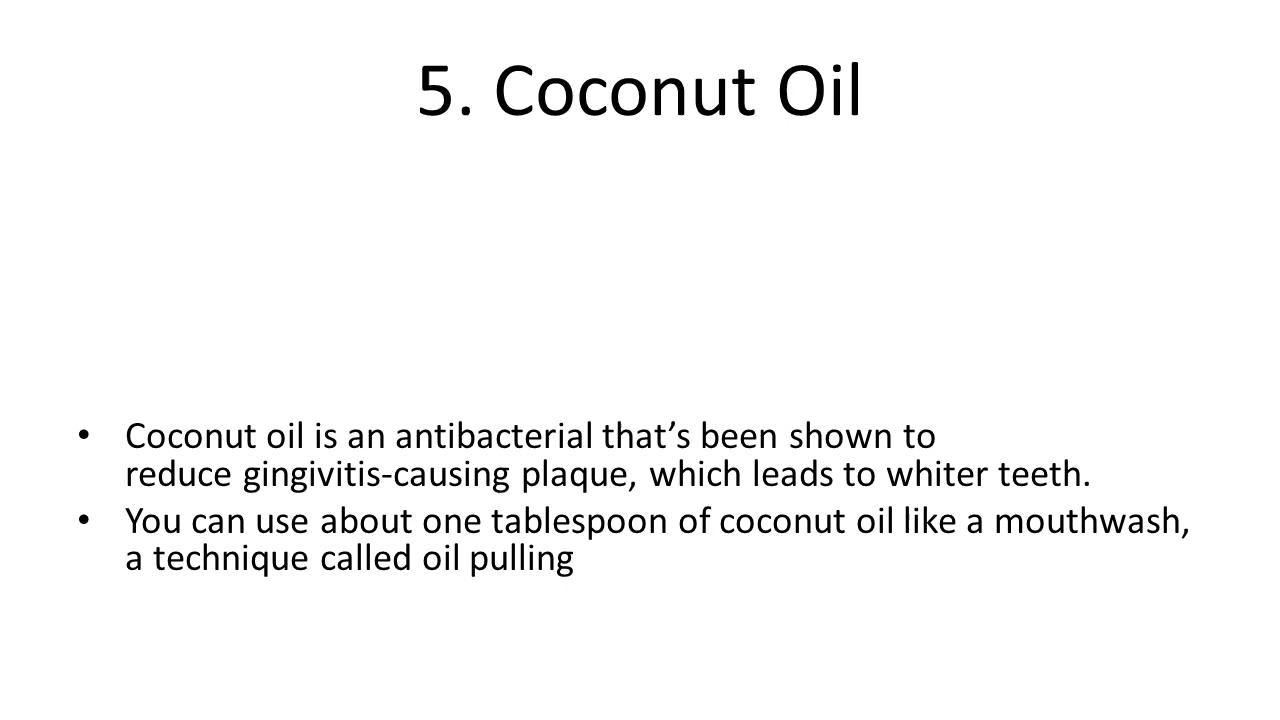 5. Coconut Oil
• Coconut oil is an antibacterial that’s been shown to
reduce gingivitis-causing plaque, which leads to whiter teeth.
• You can use about one tablespoon of coconut oil like a mouthwash,
a technique called oil pulling